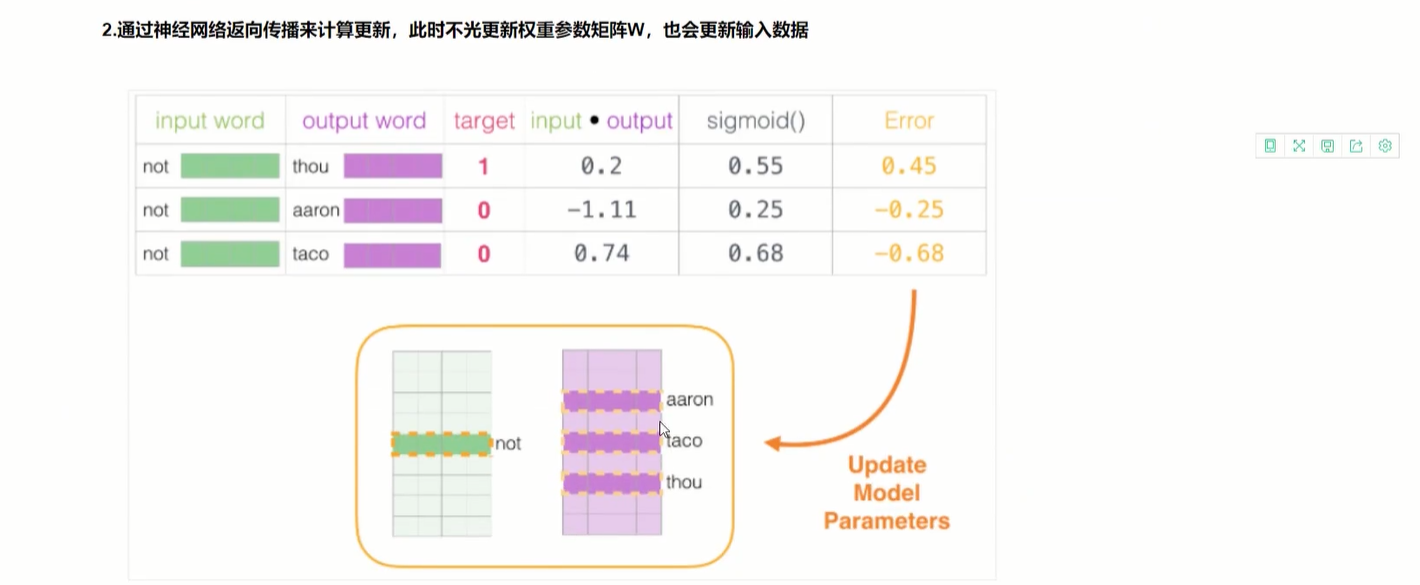 2.通过神经网络返向传播来计算更新，此时不光更新权重参数矩阵W，也会更新输入数据
input word output word target input • output sigmoid() Error
not thou 1 0.2 0.55 0.45
not aaron 0 -1.11 0.25 -0.25
not taco 0 0.74 0.68 -0.68
aaron
not taco
thou
Update
Model
Parameters